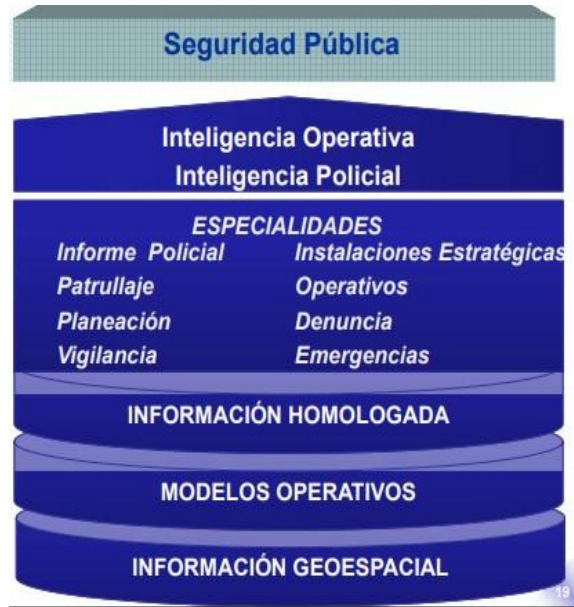 Seguridad Pública
Inteligencia Operativa
Inteligencia Policial
ESPECIALIDADES
Informe Policial Instalaciones Estratégicas
Patrullaje Operativos
Planeación Denuncia
Vigilancia Emergencias
INFORMACIÓN HOMOLOGADA
MODELOS OPERATIVOS
INFORMACIÓN GEOESPACIAL
19